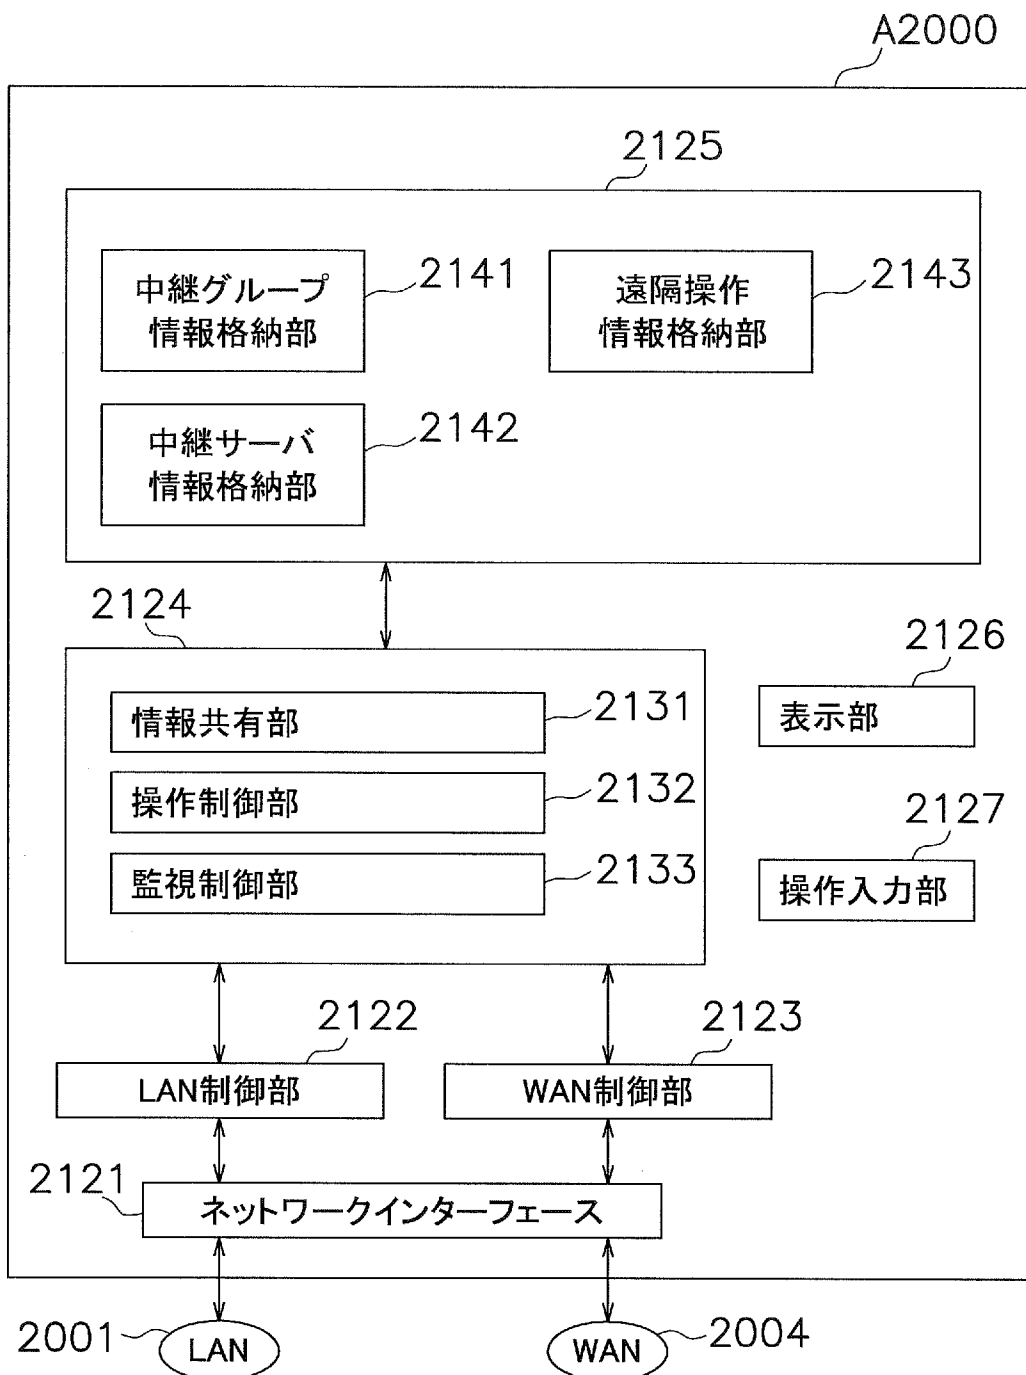 A2000
2125
中継グループ
情報格納部
2141
遠隔操作
情報格納部
2143
中継サーバ
情報格納部
2142
2124
情報共有部
2131
操作制御部
2132
監視制御部
2133
2126
表示部
2127
操作入力部
2122
LAN制御部
2123
WAN制御部
2121
ネットワークインターフェース
2001
LAN
WAN
2004